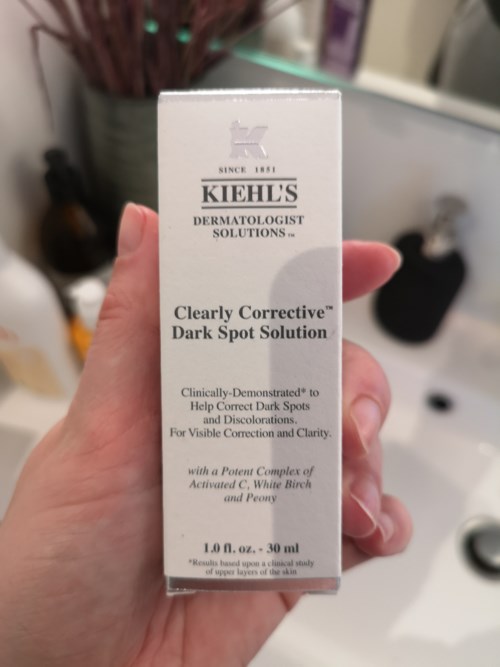 SINCE 1851
KIEHL'S
DERMATOLOGIST
SOLUTIONS™
Clearly Corrective™
Dark Spot Solution
Clinically-Demonstrated* to
Help Correct Dark Spots
and Discolorations.
For Visible Correction and Clarity.
with a Potent Complex of
Activated C, White Birch
and Peony
1.0 fl. oz. - 30 ml
*Results based upon a clinical study
of upper layers of the skin